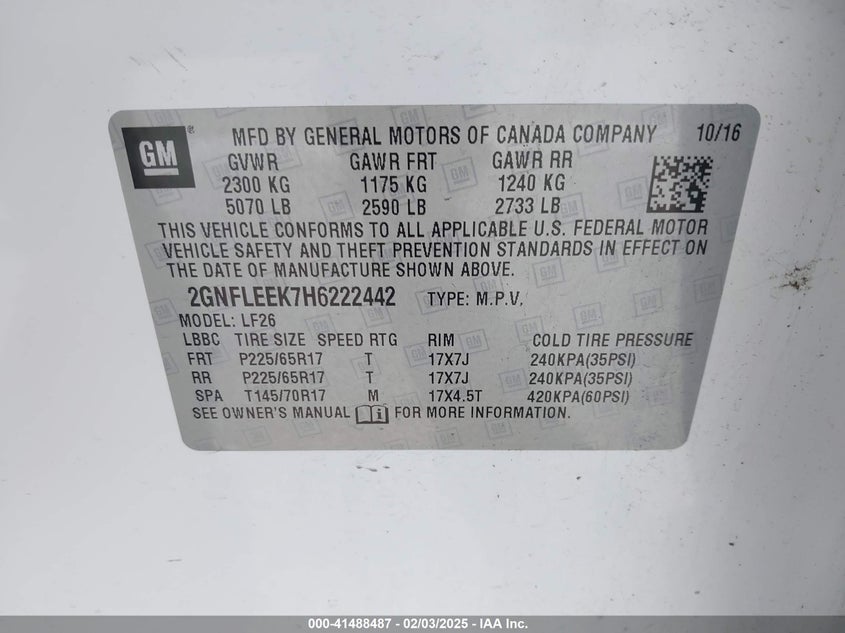 GM ®
MFD BY GENERAL MOTORS OF CANADA COMPANY 10/16
GVWR GAWR FRT GAWR RR
2300 KG 1175 KG 1240 KG
5070 LB 2590 LB 2733 LB
THIS VEHICLE CONFORMS TO ALL APPLICABLE U.S. FEDERAL MOTOR
VEHICLE SAFETY AND THEFT PREVENTION STANDARDS IN EFFECT ON
THE DATE OF MANUFACTURE SHOWN ABOVE.
2GNFLEEK7H6222442 TYPE: M.P.V.
MODEL: LF26
LBBC TIRE SIZE SPEED RTG RIM COLD TIRE PRESSURE
FRT P225/65R17 T 17X7J 240KPA(35PSI)
RR P225/65R17 T 17X7J 240KPA(35PSI)
SPA T145/70R17 M 17X4.5T 420KPA(60PSI)
SEE OWNER'S MANUAL FOR MORE INFORMATION.
000-41488487 - 02/03/2025 - IAA Inc.